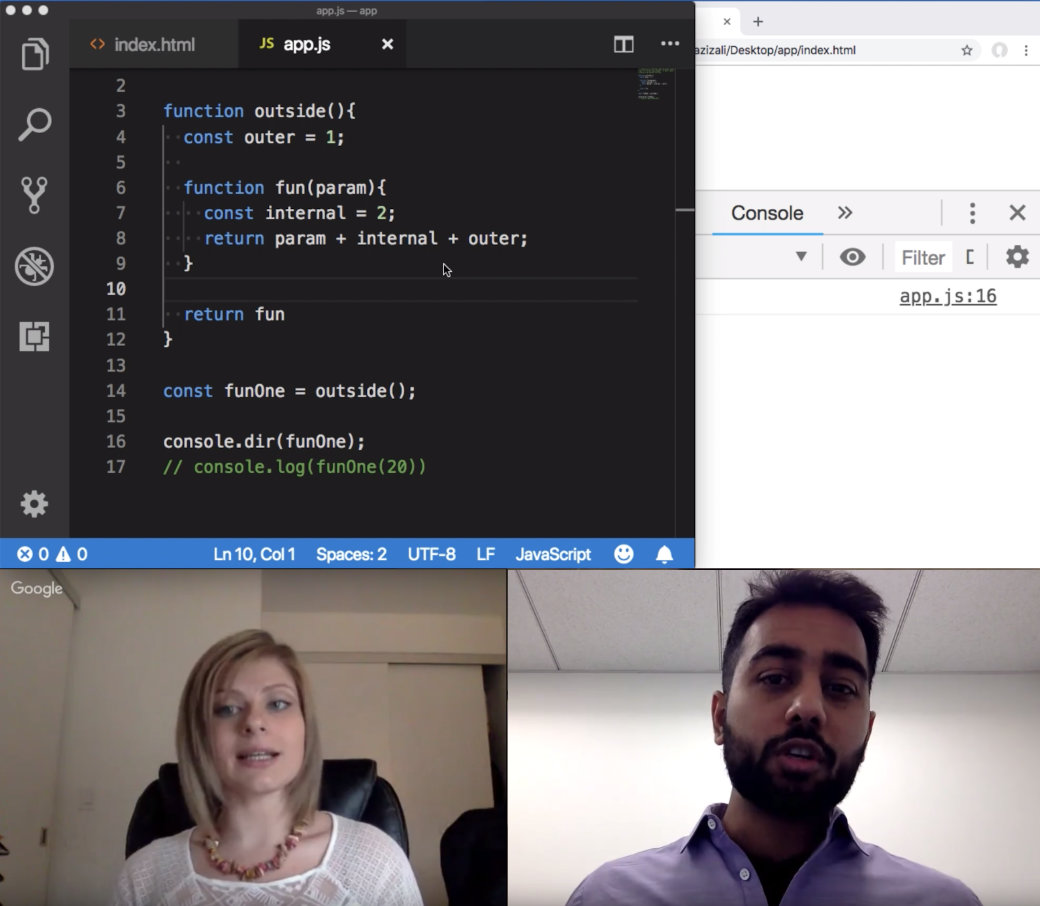 app.js — app
index.html
JS app.js
azizali/Desktop/app/index.html
2
3 function outside(){
4 const outer = 1;
5
6 function fun(param){
7 const internal = 2;
8 return param + internal + outer;
9 }
10
11 return fun
12 }
13
14 const funOne = outside();
15
16 console.dir(funOne);
17 // console.log(funOne(20))
Console
Filter
app.js:16
0 0 Ln 10, Col 1 Spaces: 2 UTF-8 LF JavaScript
Google